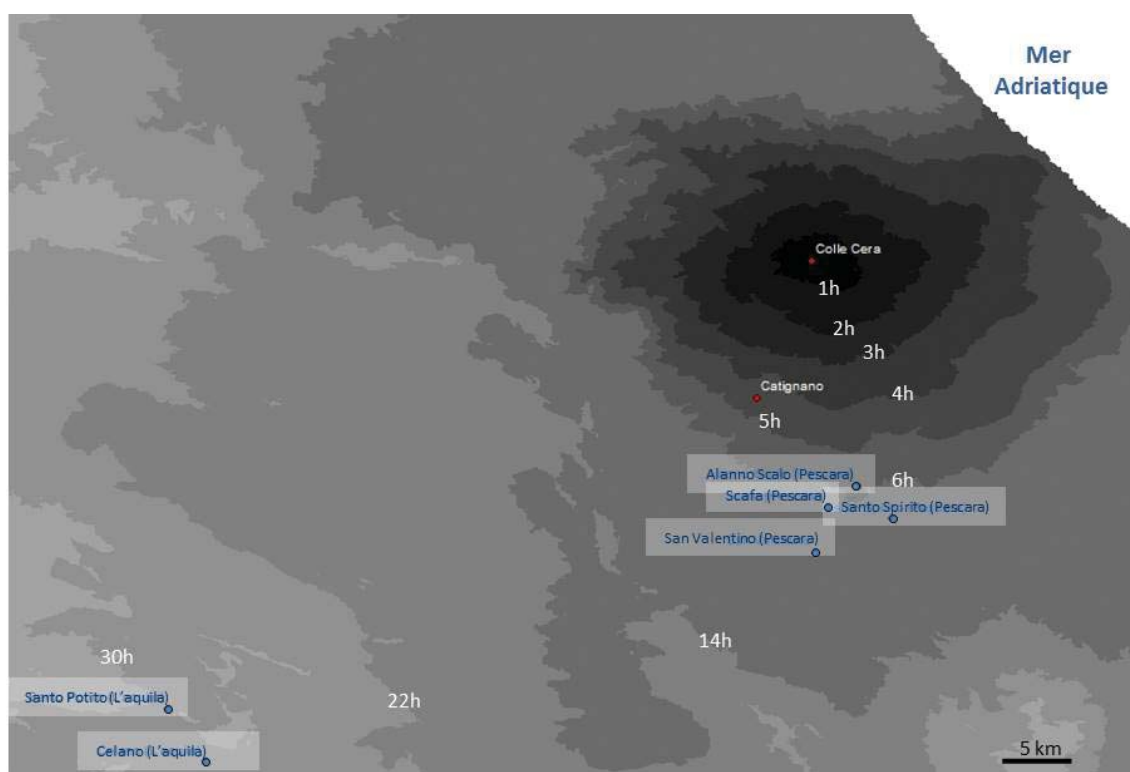 Mer
Adriatique
Colle Cera
1h
2h
3h
Catignano
4h
5h
Alanno Scalo (Pescara)
6h
Scafa (Pescara)
Santo Spirito (Pescara)
San Valentino (Pescara)
14h
30h
Santo Potito (L'aquila)
22h
Celano (L'aquila)
5 km